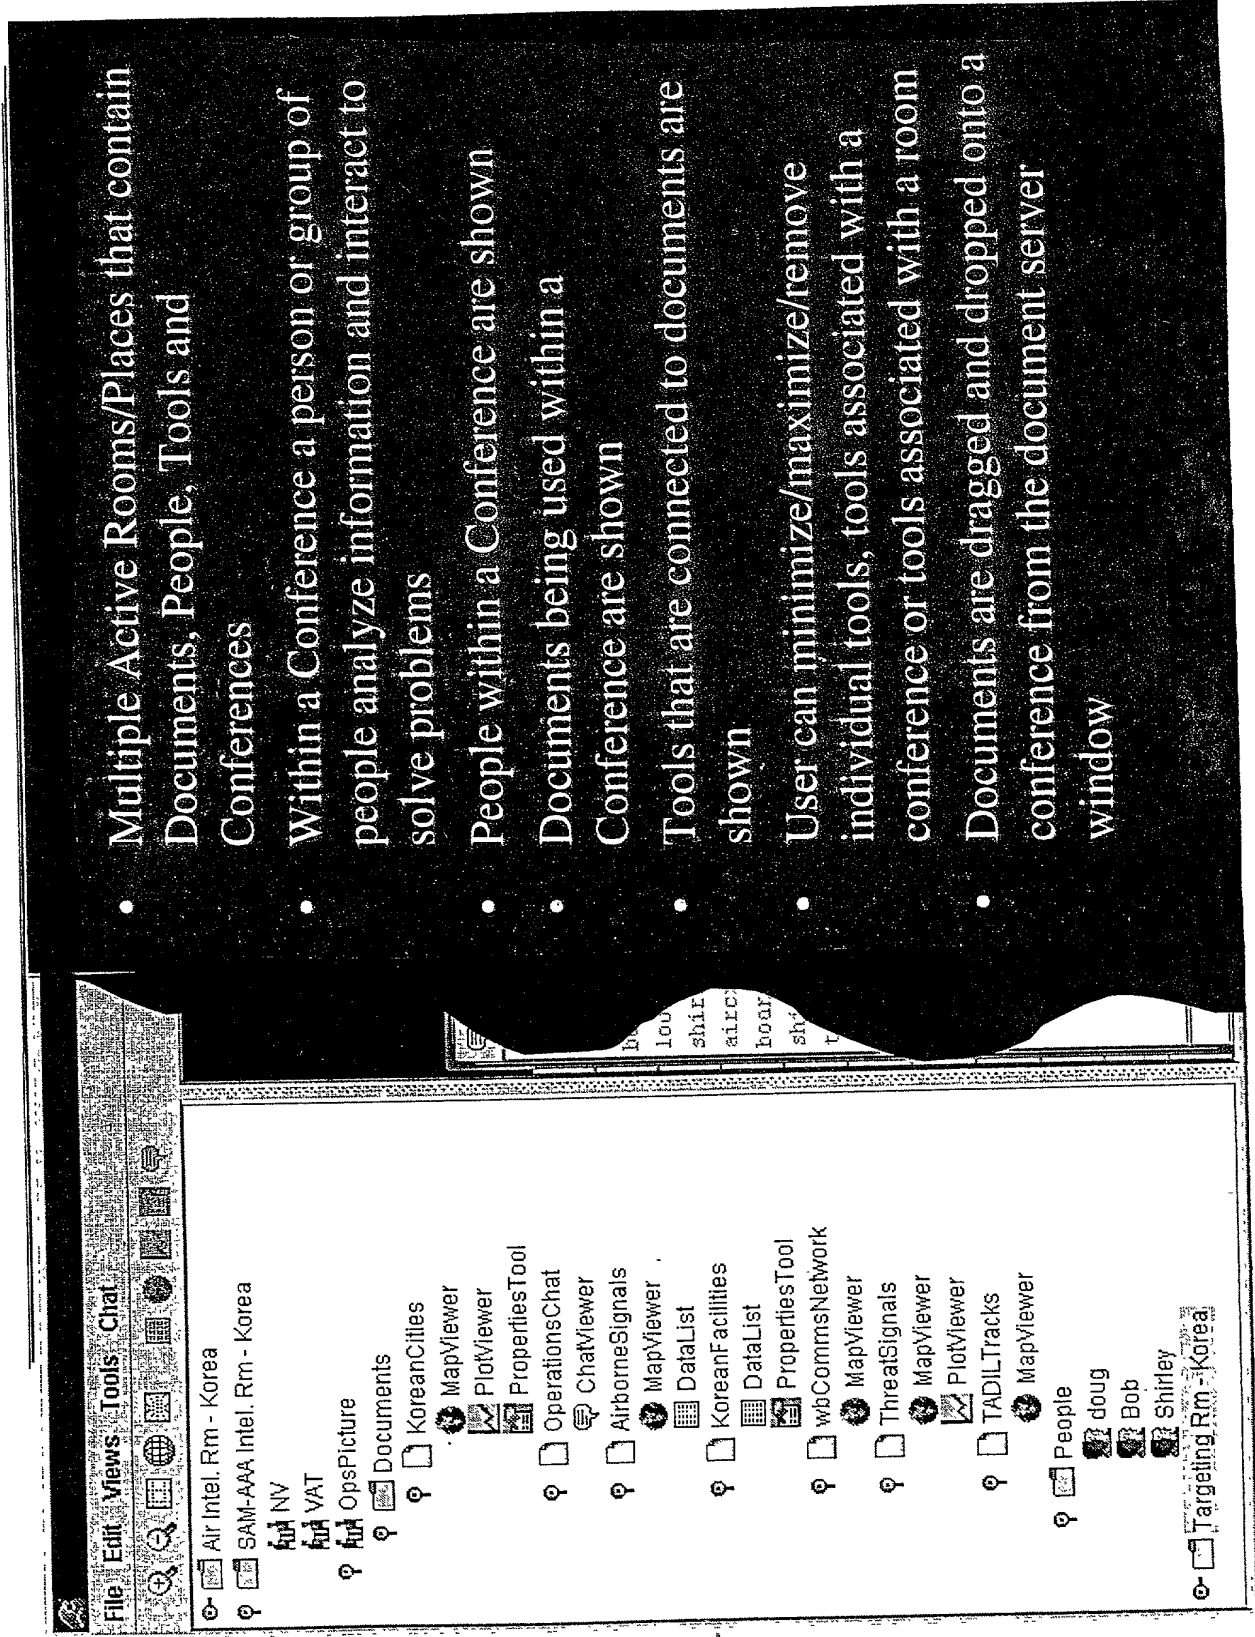 File Edit Views Tools Chat
Air Intel. Rm - Korea
SAM-AAA Intel. Rm - Korea
NV
VAT
OpsPicture
Documents
KoreanCities
MapViewer
PlotViewer
PropertiesTool
OperationsChat
ChatViewer
AirborneSignals
MapViewer
DataList
KoreanFacilities
DataList
PropertiesTool
wbCommsNetwork
MapViewer
ThreatSignals
MapViewer
PlotViewer
TADILTracks
MapViewer
People
doug
Bob
Shirley
Targeting Rm - Korea
lou
shir
airc
boar
• Multiple Active Rooms/Places that contain
Documents, People, Tools and
Conferences
• Within a Conference a person or group of
people analyze information and interact to
solve problems
• People within a Conference are shown
• Documents being used within a
Conference are shown
• Tools that are connected to documents are
shown
• User can minimize/maximize/remove
individual tools, tools associated with a
conference or tools associated with a room
• Documents are dragged and dropped onto a
conference from the document server
window